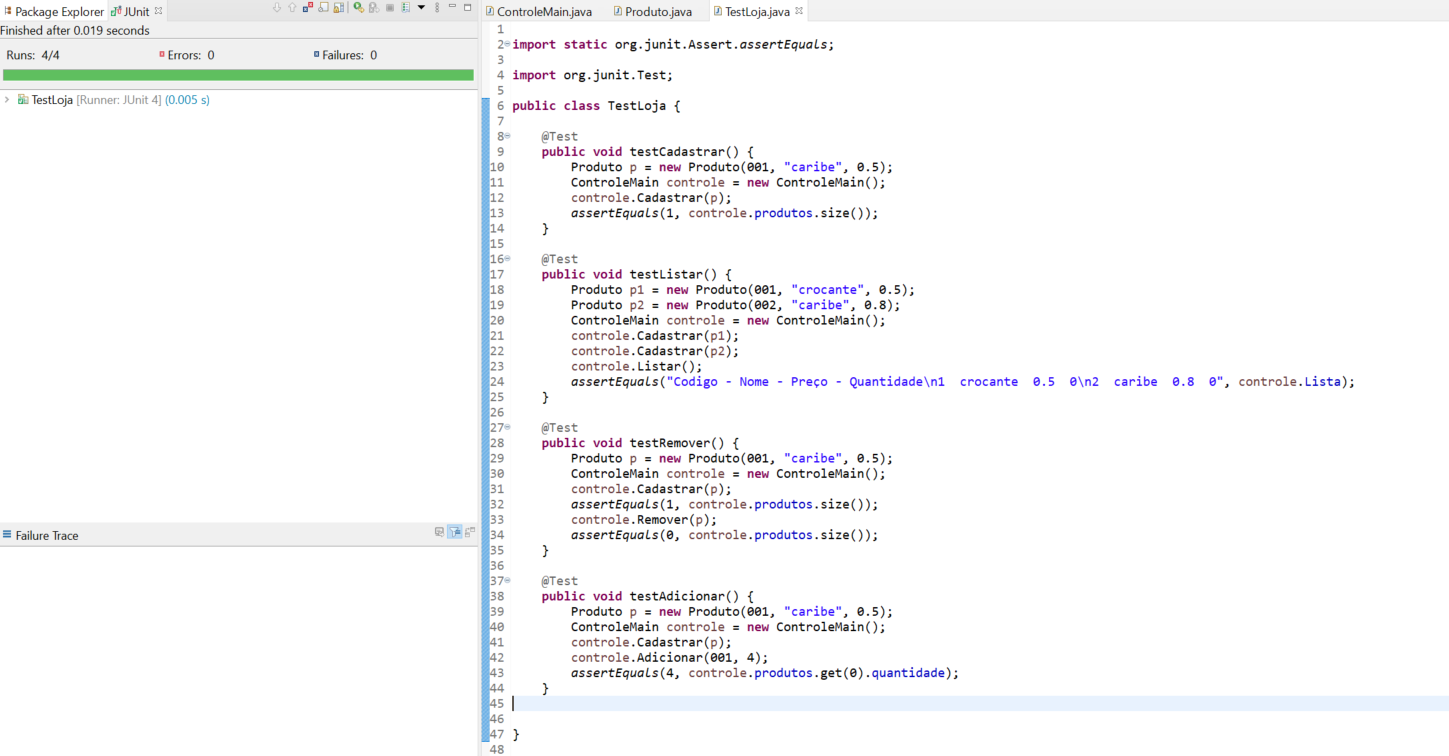 Package Explorer JUnit
Finished after 0.019 seconds
Runs: 4/4 Errors: 0 Failures: 0
TestLoja [Runner: JUnit 4] (0.005 s)
Failure Trace
ControleMain.java Produto.java TestLoja.java
1
2 import static org.junit.Assert.assertEquals;
3
4 import org.junit.Test;
5
6 public class TestLoja {
7
8 @Test
9 public void testCadastrar() {
10 Produto p = new Produto(001, "caribe", 0.5);
11 ControleMain controle = new ControleMain();
12 controle.Cadastrar(p);
13 assertEquals(1, controle.produtos.size());
14 }
15
16 @Test
17 public void testListar() {
18 Produto p1 = new Produto(001, "crocante", 0.5);
19 Produto p2 = new Produto(002, "caribe", 0.8);
20 ControleMain controle = new ControleMain();
21 controle.Cadastrar(p1);
22 controle.Cadastrar(p2);
23 controle.Listar();
24 assertEquals("Codigo - Nome - Preço - Quantidade\n1  crocante  0.5  0\n2  caribe  0.8  0", controle.Lista);
25 }
26
27 @Test
28 public void testRemover() {
29 Produto p = new Produto(001, "caribe", 0.5);
30 ControleMain controle = new ControleMain();
31 controle.Cadastrar(p);
32 assertEquals(1, controle.produtos.size());
33 controle.Remover(p);
34 assertEquals(0, controle.produtos.size());
35 }
36
37 @Test
38 public void testAdicionar() {
39 Produto p = new Produto(001, "caribe", 0.5);
40 ControleMain controle = new ControleMain();
41 controle.Cadastrar(p);
42 controle.Adicionar(001, 4);
43 assertEquals(4, controle.produtos.get(0).quantidade);
44 }
45
46
47 }
48